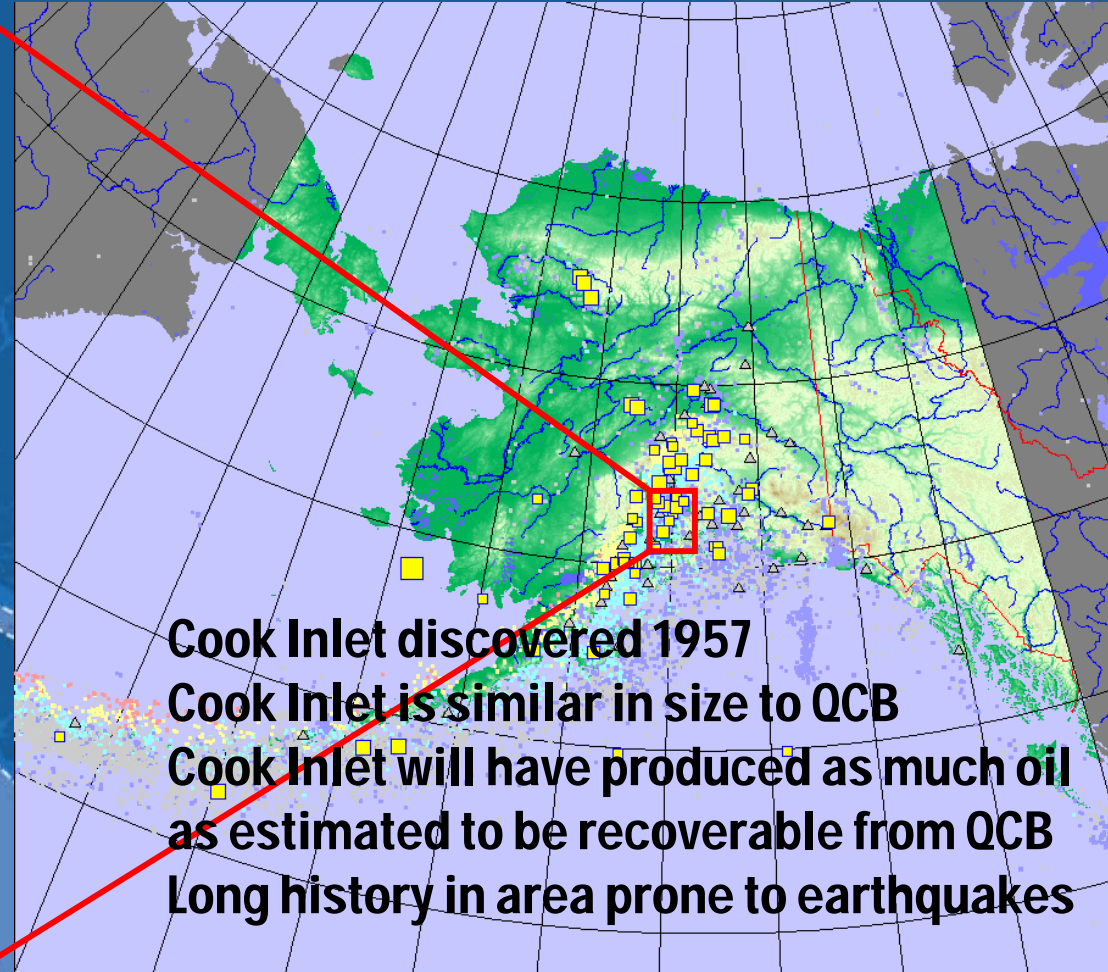 Cook Inlet discovered 1957
Cook Inlet is similar in size to QCB
Cook Inlet will have produced as much oil
as estimated to be recoverable from QCB
Long history in area prone to earthquakes